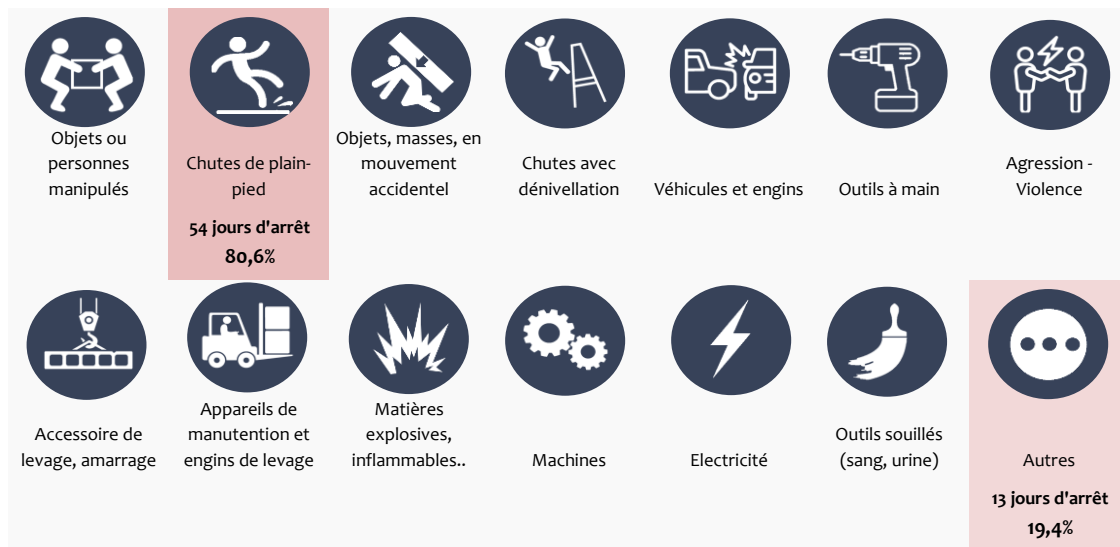 Objets ou
personnes
manipulés
Chutes de plain-
pied
54 jours d'arrêt
80,6%
Objets, masses, en
mouvement
accidentel
Chutes avec
dénivellation
Véhicules et engins
Outils à main
Agression -
Violence
Accessoire de
levage, amarrage
Appareils de
manutention et
engins de levage
Matières
explosives,
inflammables..
Machines
Electricité
Outils souillés
(sang, urine)
Autres
13 jours d'arrêt
19,4%